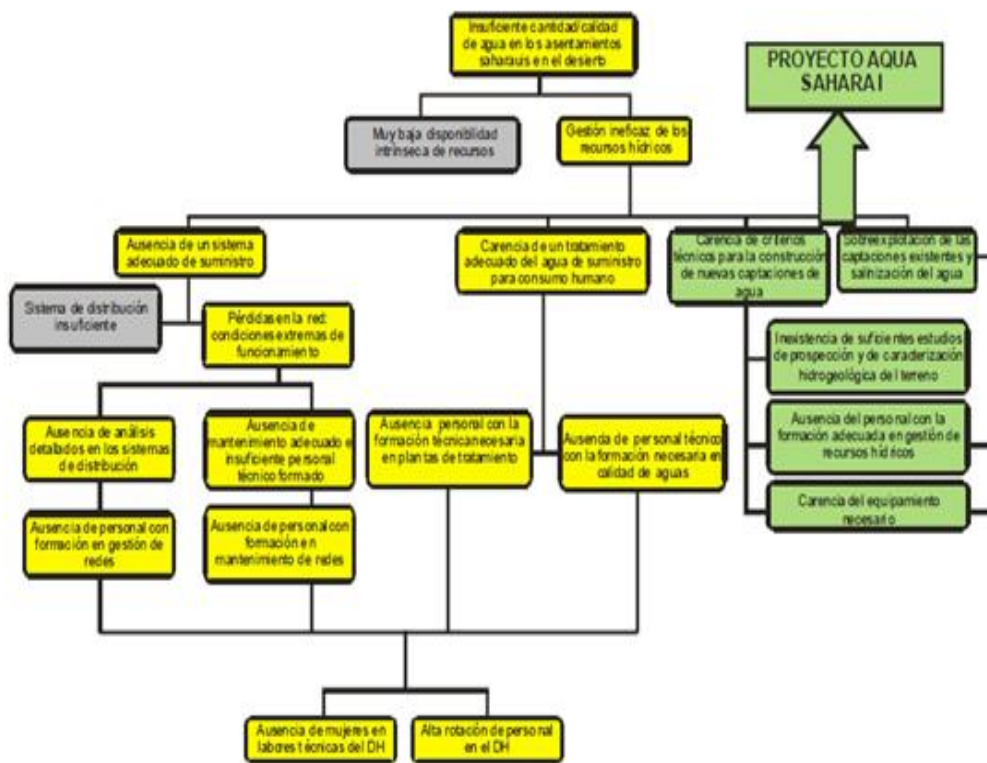 Insuficiente cantidad/calidad
de agua en los asentamientos
saharauis en el desierto
PROYECTO AQUA
SAHARAI
Muy baja disponiblidad
intrínseca de recursos
Gestión ineficaz de los
recursos hídricos
Ausencia de un sistema
adecuado de suministro
Carencia de un tratamiento
adecuado del agua de suministro
para consumo humano
Carencia de criterios
técnicos para la construcción
de nuevas captaciones de
agua
Sobreexplotación de las
captaciones existentes y
salinización del agua
Sistema de distribución
insuficiente
Pérdidas en la red:
condiciones extremas de
funcionamiento
Inexistencia de suficientes estudios
de prospección y de caracterización
hidrogeológica del terreno
Ausencia de análisis
detallados en los sistemas
de distribución
Ausencia de
mantenimiento adecuado e
insuficiente personal
técnico formado
Ausencia personal con la
formación técnica necesaria
en plantas de tratamiento
Ausencia de personal técnico
con la formación necesaria en
calidad de aguas
Ausencia del personal con la
formación adecuada en gestión de
recursos hídricos
Carencia del equipamiento
necesario
Ausencia de personal con
formación en gestión de
redes
Ausencia de personal con
formación en
mantenimiento de redes
Ausencia de mujeres en
labores técnicas del DH
Alta rotación de personal
en el DH